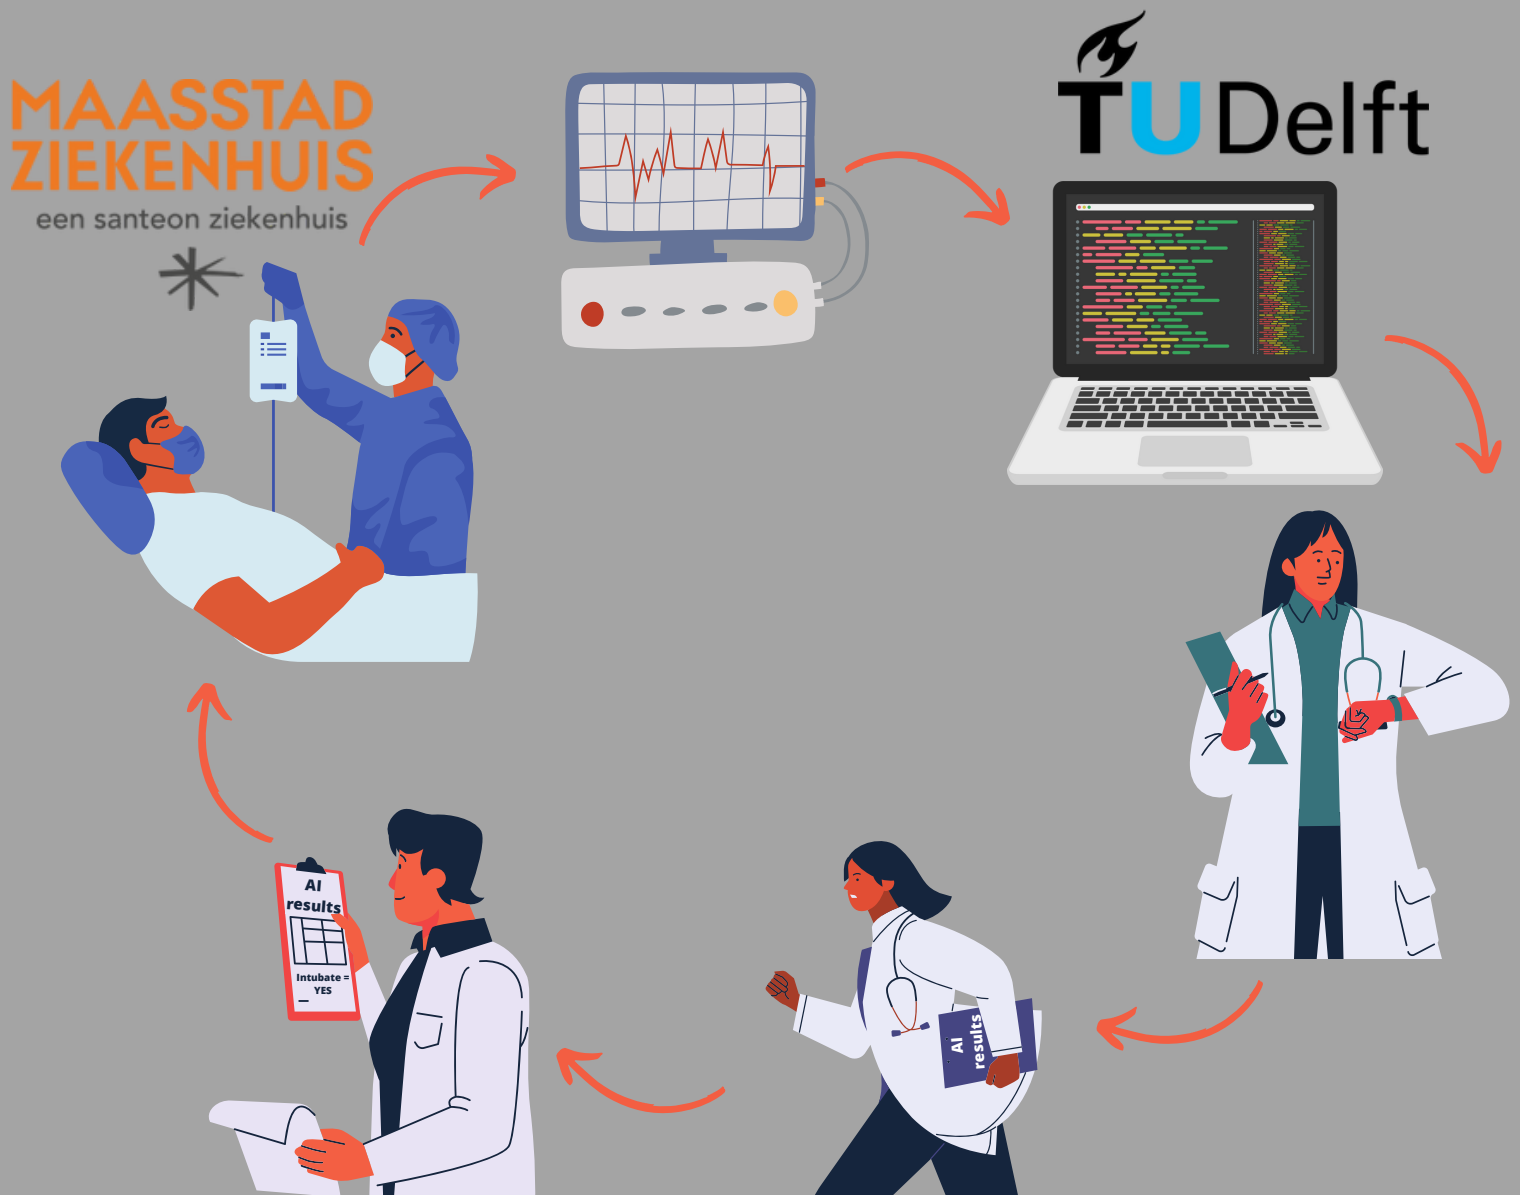 MAASSTAD
ZIEKENHUIS
een santeon ziekenhuis
TU Delft
AI
results
AI
results
Intubate =
YES